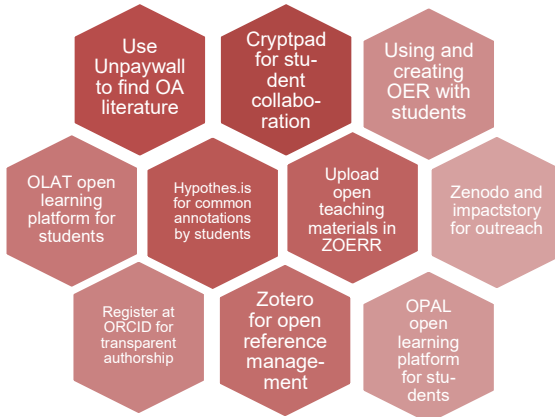 Use
Unpaywall
to find OA
literature
Cryptpad
for stu-
dent
collabo-
ration
Using and
creating
OER with
students
OLAT open
learning
platform for
students
Hypothes.is
for common
annotations
by students
Upload
open
teaching
materials in
ZOERR
Zenodo and
impactstory
for outreach
Register at
ORCID for
transparent
authorship
Zotero
for open
reference
manage-
ment
OPAL
open
learning
platform
for stu-
dents